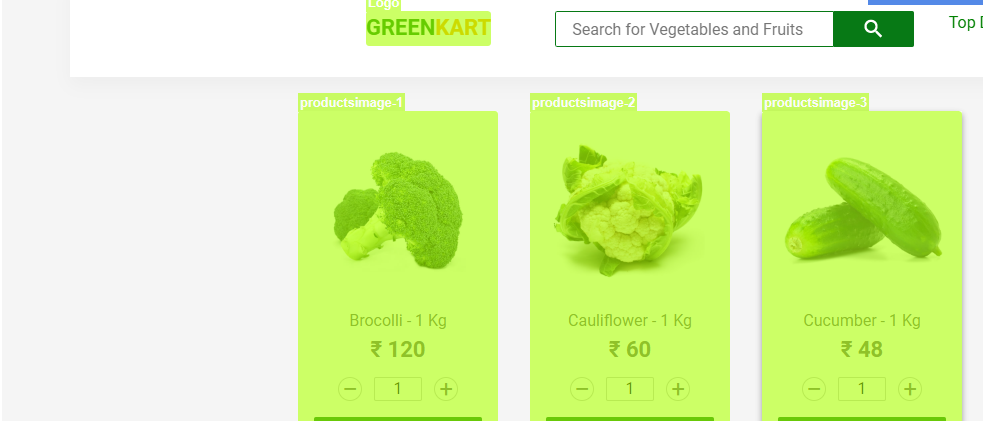 Logo
GREENKART
Search for Vegetables and Fruits
Top
productsimage-1
productsimage-2
productsimage-3
Brocolli - 1 Kg
Cauliflower - 1 Kg
Cucumber - 1 Kg
₹ 120
₹ 60
₹ 48
− 1 +
− 1 +
− 1 +